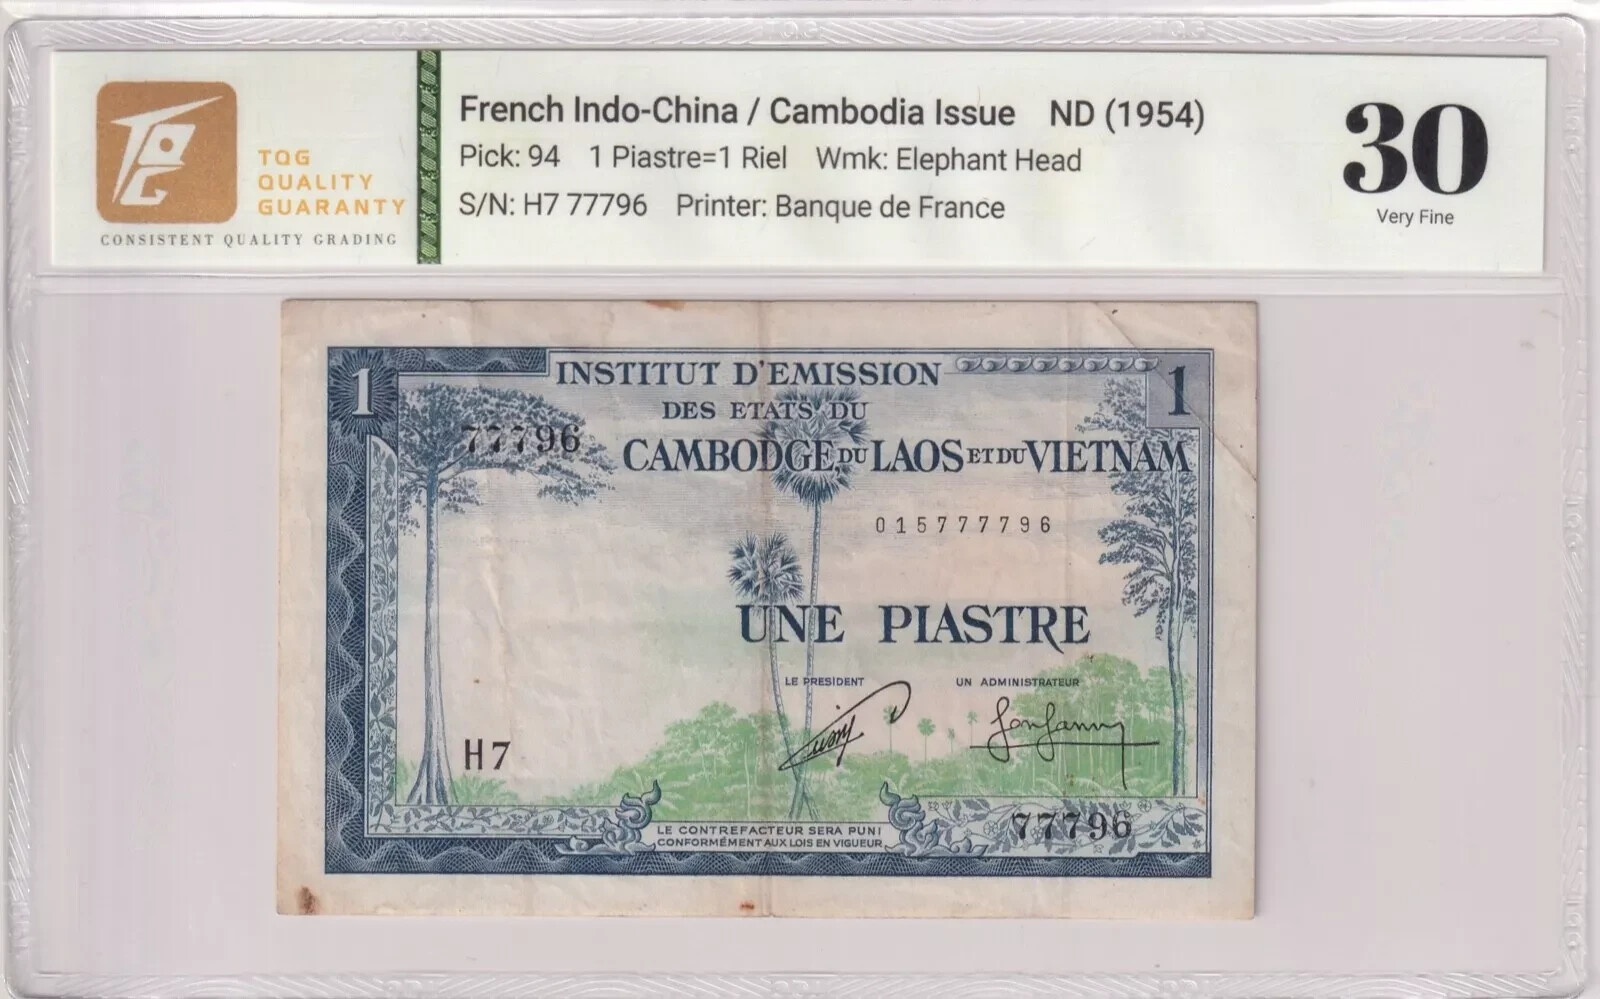 TQG
QUALITY
GUARANTY
CONSISTENT QUALITY GRADING
French Indo-China / Cambodia Issue ND (1954)
Pick: 94 1 Piastre=1 Riel Wmk: Elephant Head
S/N: H7 77796 Printer: Banque de France
30
Very Fine
1 INSTITUT D'EMISSION 1
DES ETATS DU
77796
CAMBODGE, DU LAOS ET DU VIETNAM
015777796
UNE PIASTRE
LE PRESIDENT UN ADMINISTRATEUR
H7
77796
LE CONTREFACTEUR SERA PUNI
CONFORMÉMENT AUX LOIS EN VIGUEUR